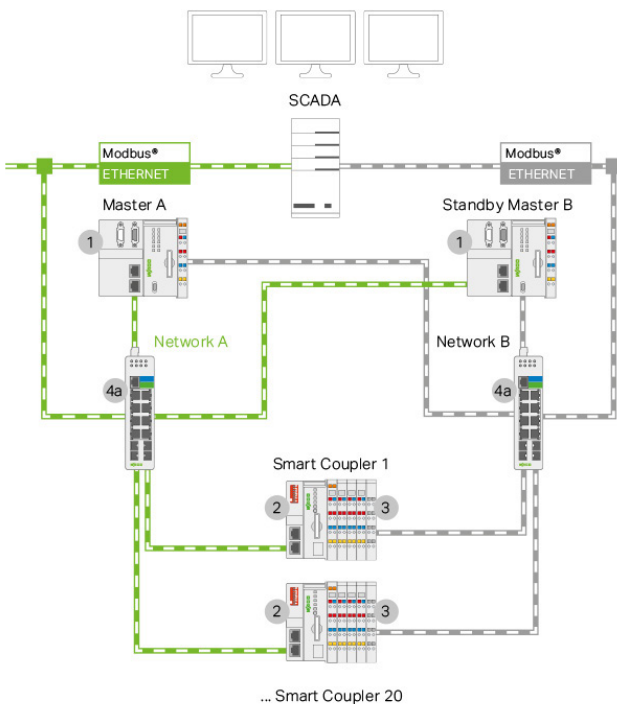 SCADA
Modbus®
ETHERNET
Modbus®
ETHERNET
Master A
Standby Master B
1
1
Network A
Network B
4a
4a
Smart Coupler 1
2
3
2
3
... Smart Coupler 20